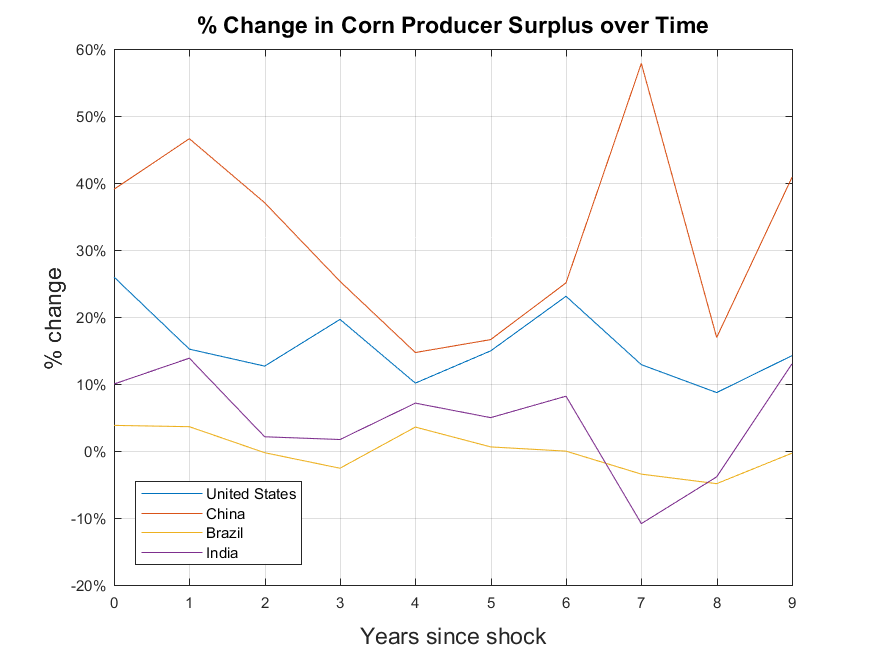 % Change in Corn Producer Surplus over Time
60%
50%
40%
30%
20%
10%
0%
-10%
-20%
% change
United States
China
Brazil
India
0 1 2 3 4 5 6 7 8 9
Years since shock